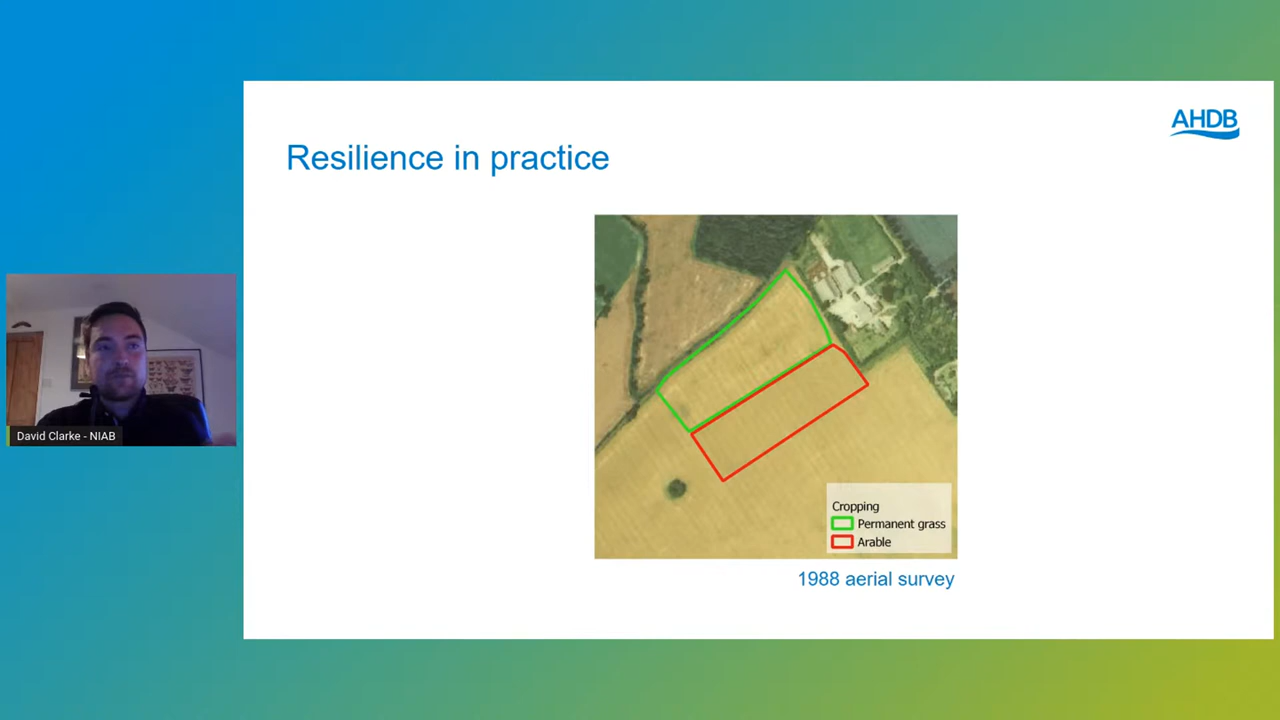 AHDB
Resilience in practice
Cropping
Permanent grass
Arable
1988 aerial survey
David Clarke - NIAB